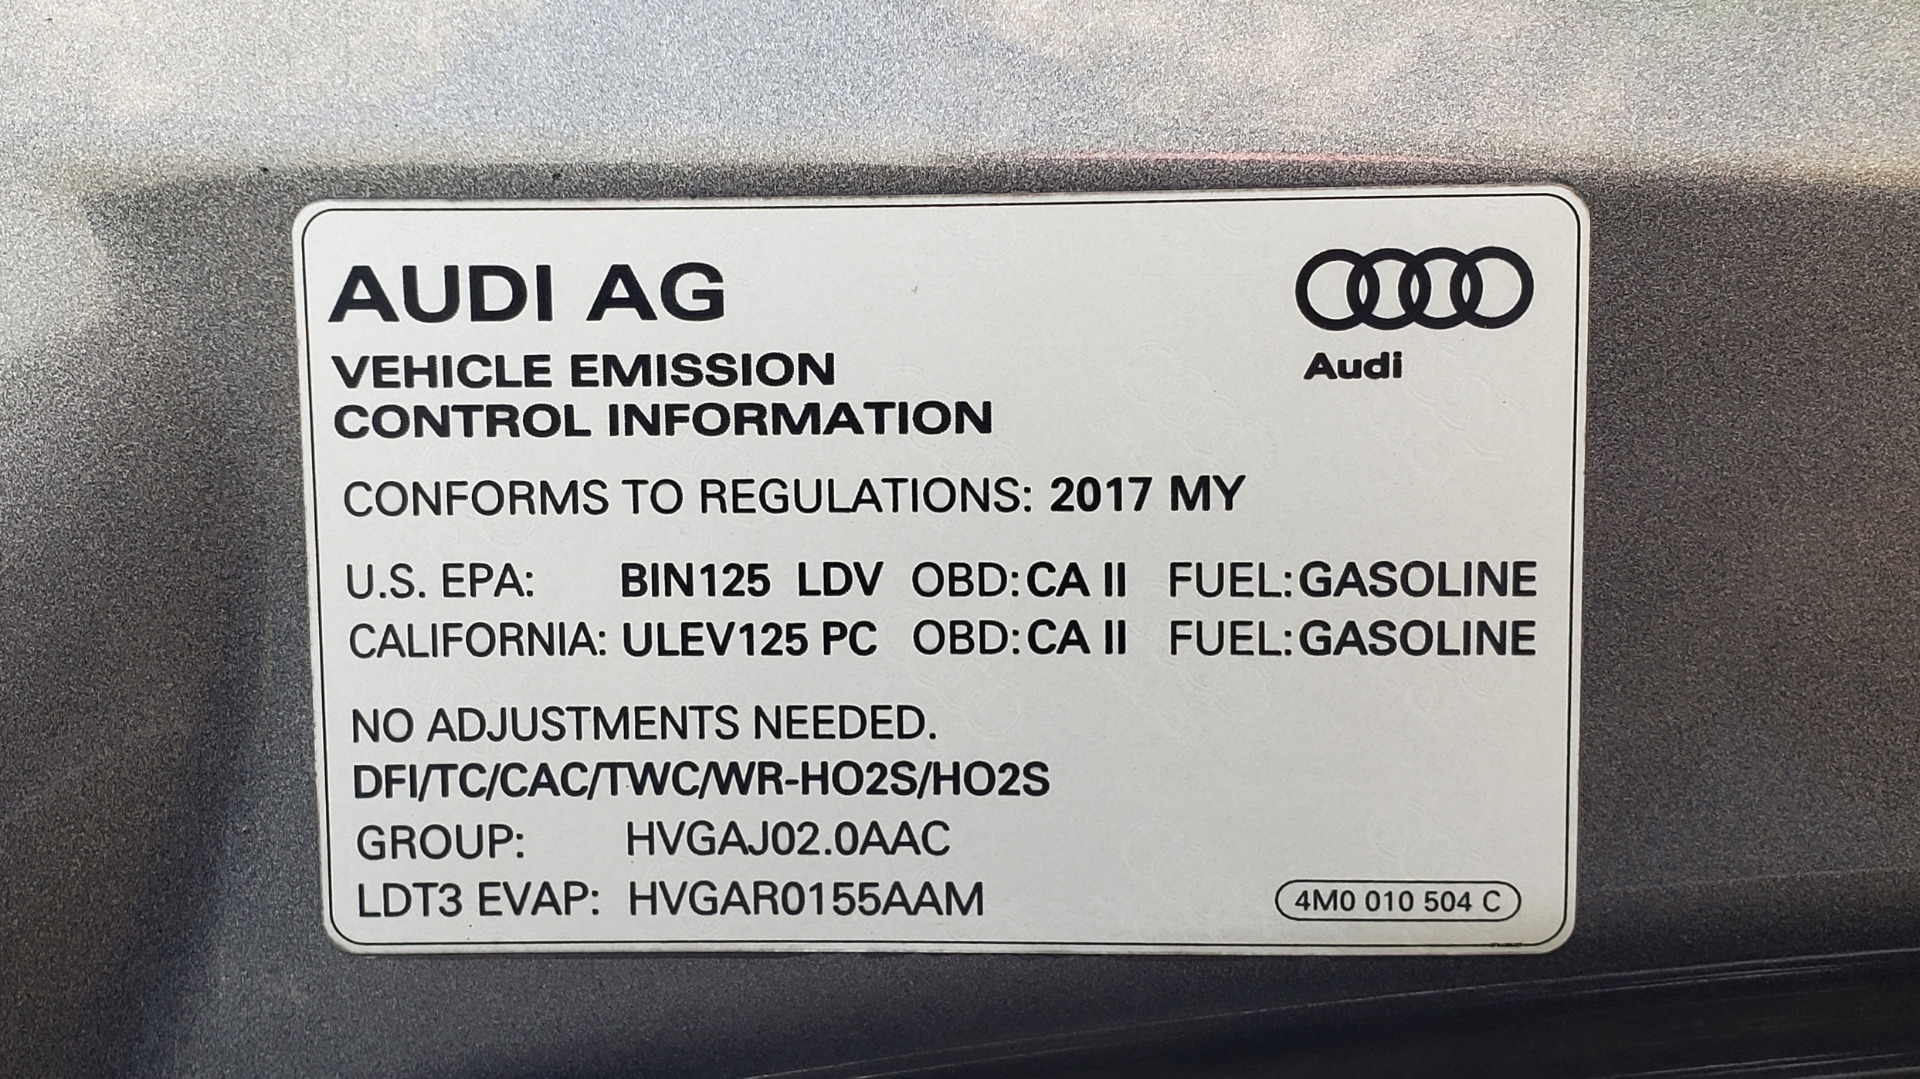 AUDI AG
Audi
VEHICLE EMISSION
CONTROL INFORMATION
CONFORMS TO REGULATIONS: 2017 MY
U.S. EPA: BIN125 LDV OBD: CA II FUEL: GASOLINE
CALIFORNIA: ULEV125 PC OBD: CA II FUEL: GASOLINE
NO ADJUSTMENTS NEEDED.
DFI/TC/CAC/TWC/WR-HO2S/HO2S
GROUP: HVGAJ02.0AAC
LDT3 EVAP: HVGAR0155AAM
4M0 010 504 C